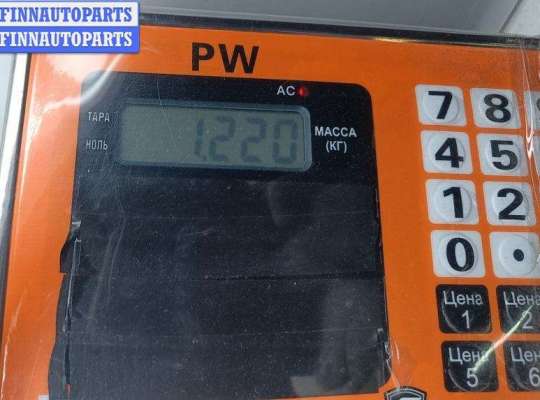 FINNAUTOPARTS
FINNAUTOPARTS
PW
AC
ТАРА
НОЛЬ
1.220
МАССА
(КГ)
7 8
4 5
1 2
0 •
Цена 1
Цена 2
Цена 5
6